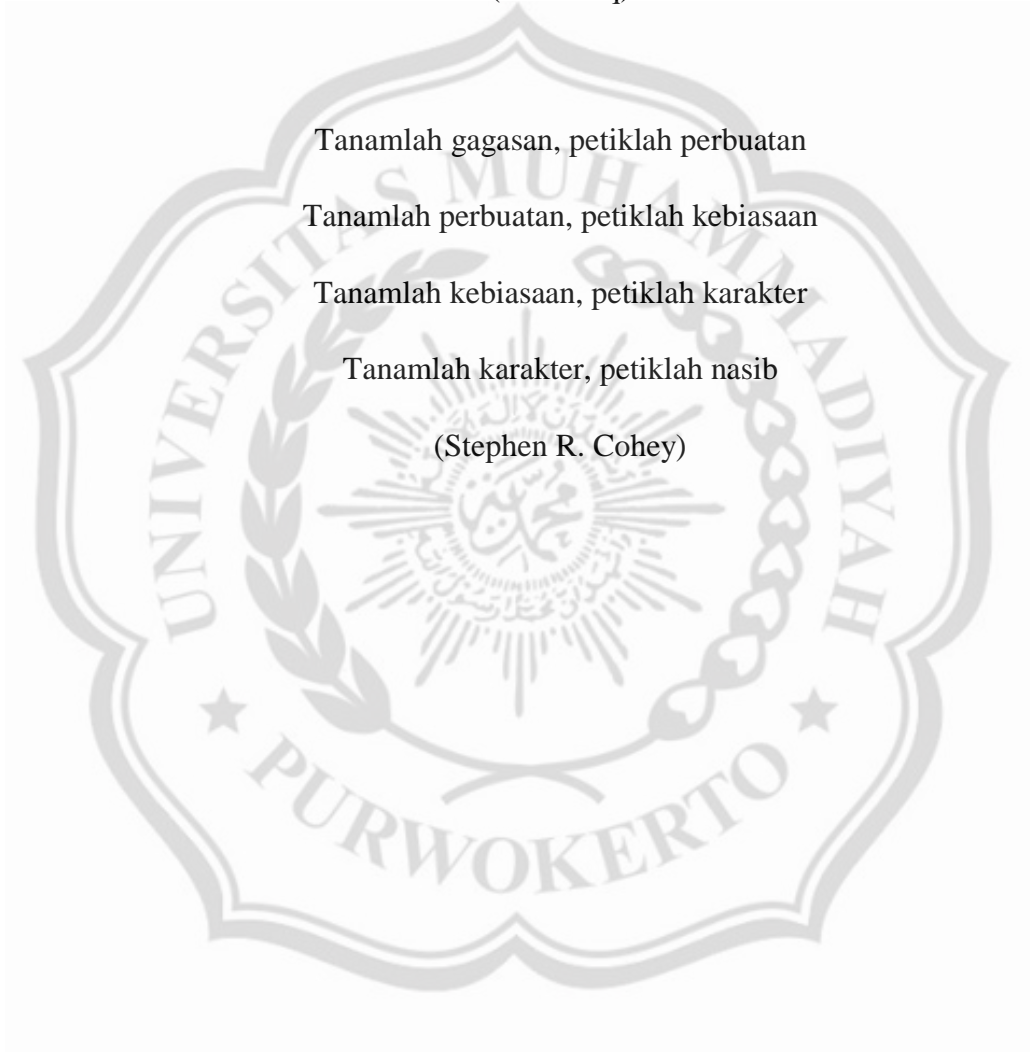 Tanamlah gagasan, petiklah perbuatan
Tanamlah perbuatan, petiklah kebiasaan
Tanamlah kebiasaan, petiklah karakter
Tanamlah karakter, petiklah nasib
(Stephen R. Cohey)
UNIVERSITAS MUHAMMADIYAH
PURWOKERTO